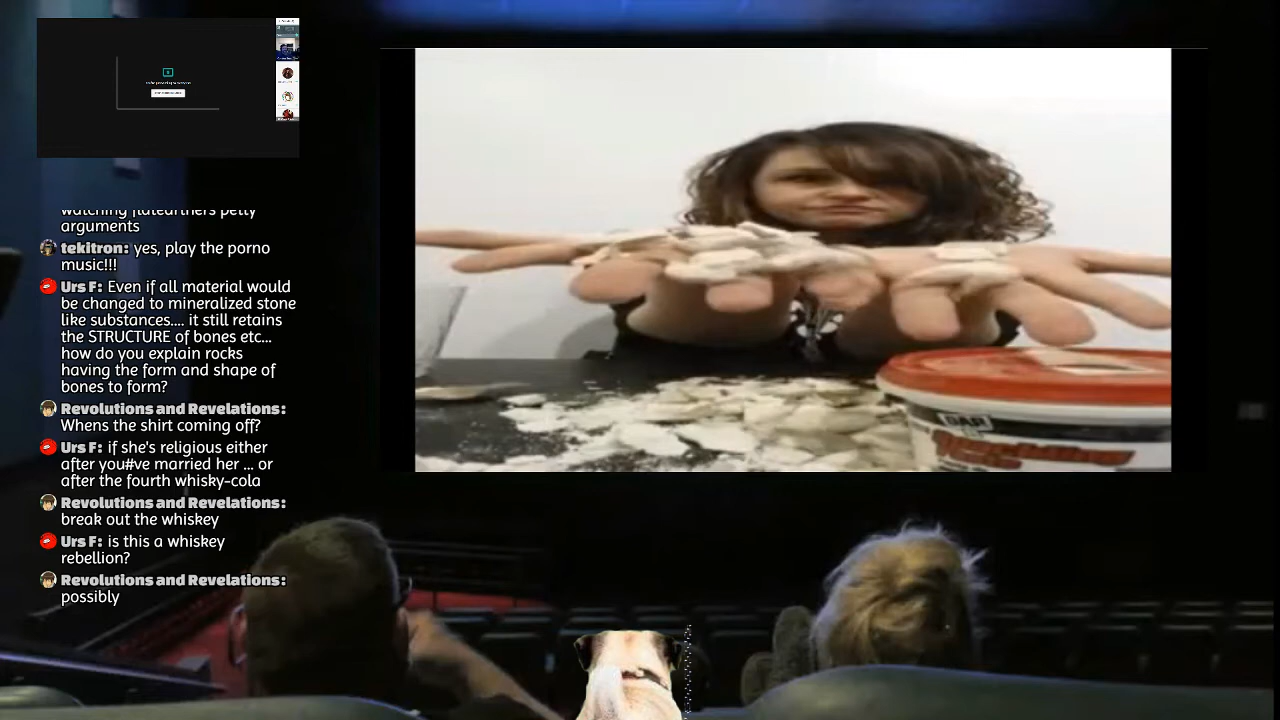 watching flatearthers petty
arguments
tekitron: yes, play the porno
music!!!
Urs F: Even if all material would
be changed to mineralized stone
like substances.... it still retains
the STRUCTURE of bones etc...
how do you explain rocks
having the form and shape of
bones to form?
Revolutions and Revelations:
Whens the shirt coming off?
Urs F: if she's religious either
after you#ve married her ... or
after the fourth whisky-cola
Revolutions and Revelations:
break out the whiskey
Urs F: is this a whiskey
rebellion?
Revolutions and Revelations:
possibly
DAP